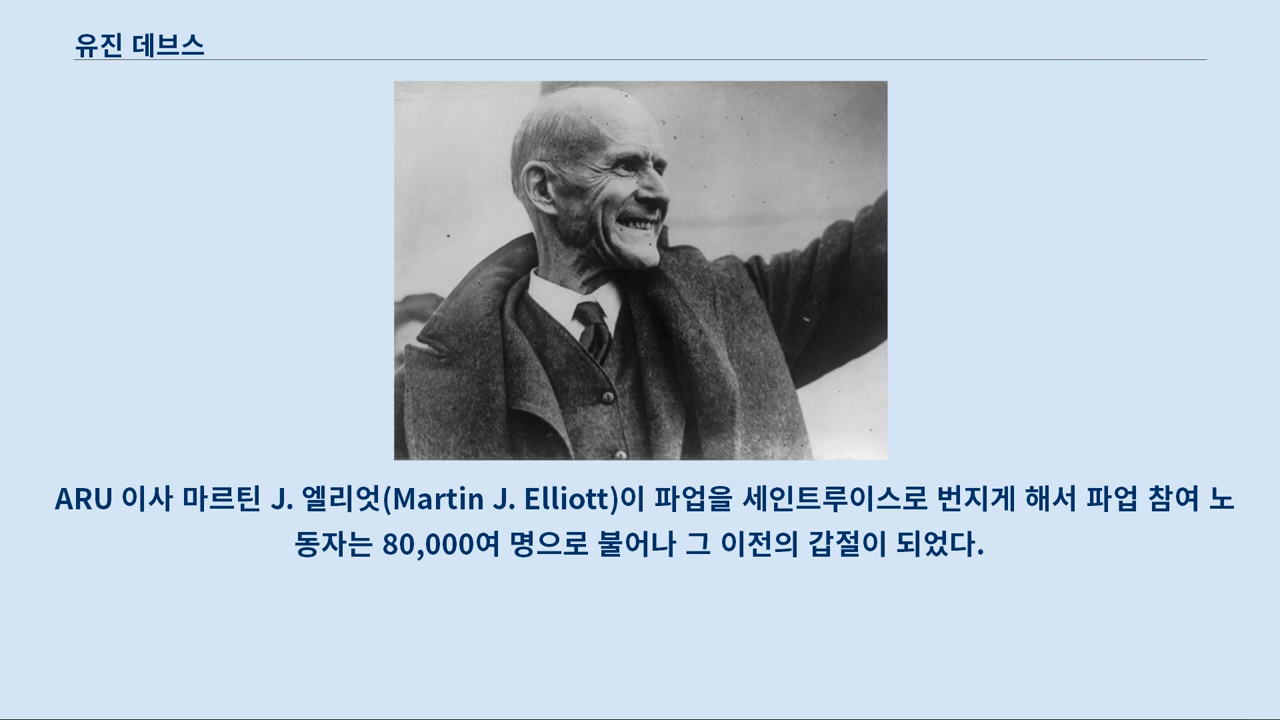 유진 데브스
ARU 이사 마르틴 J. 엘리엇(Martin J. Elliott)이 파업을 세인트루이스로 번지게 해서 파업 참여 노
동자는 80,000여 명으로 불어나 그 이전의 갑절이 되었다.